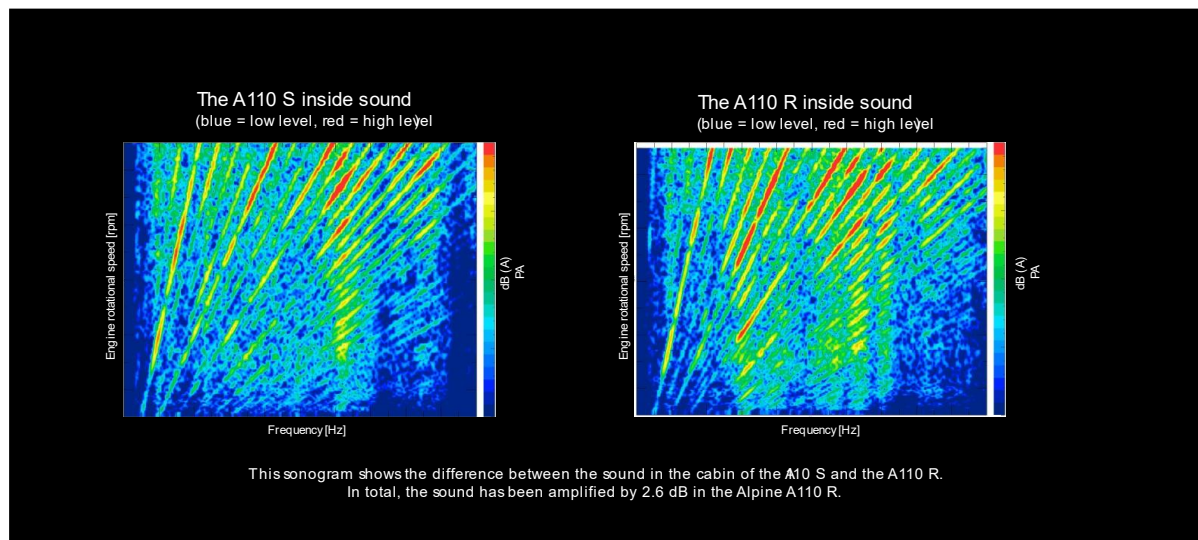 The A110 S inside sound
(blue = low level, red = high level)
Engine rotational speed [rpm]
dB (A)
PA
Frequency [Hz]
The A110 R inside sound
(blue = low level, red = high level)
Engine rotational speed [rpm]
dB (A)
PA
Frequency [Hz]
This sonogram shows the difference between the sound in the cabin of the A110 S and the A110 R.
In total, the sound has been amplified by 2.6 dB in the Alpine A110 R.